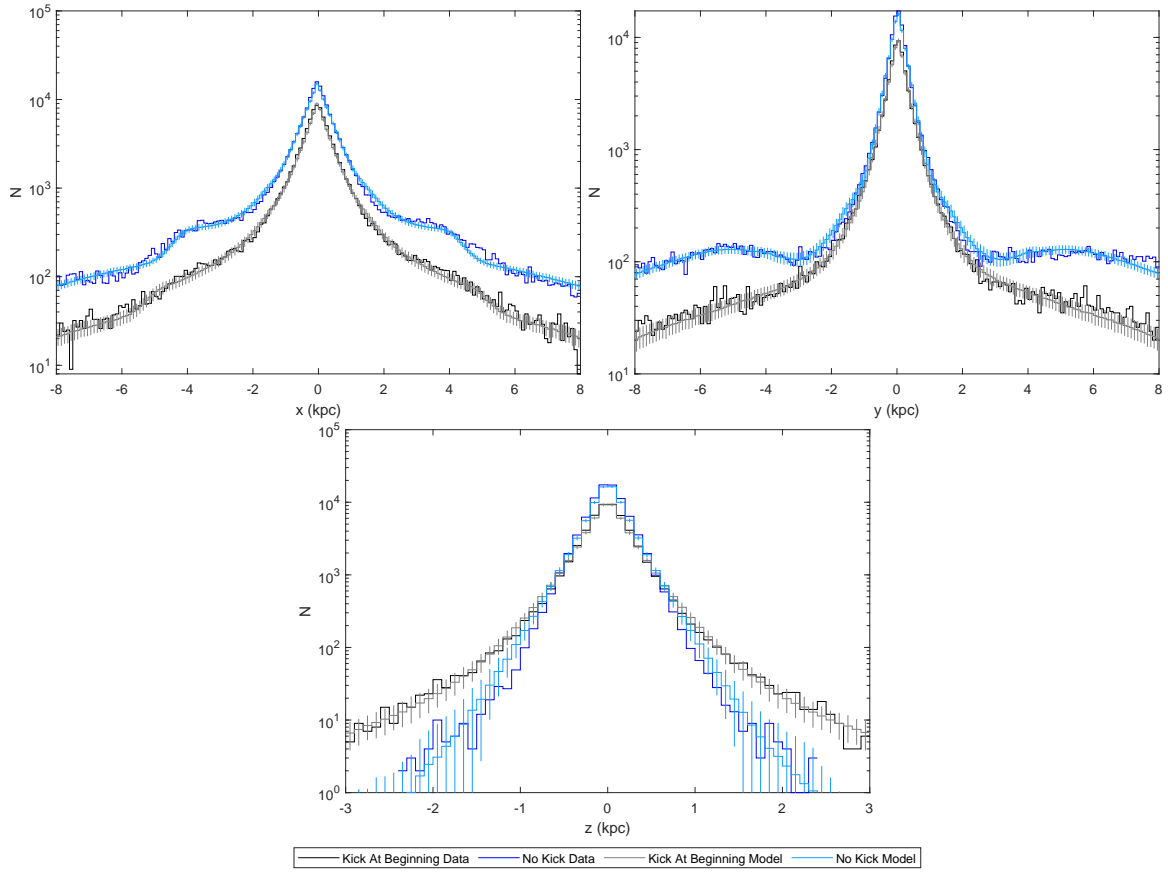 10^5
10^4
10^3
10^2
10^1
N
-8 -6 -4 -2 0 2 4 6 8
x (kpc)
10^4
10^3
10^2
10^1
N
-8 -6 -4 -2 0 2 4 6 8
y (kpc)
10^5
10^4
10^3
10^2
10^1
10^0
N
-3 -2 -1 0 1 2 3
z (kpc)
Kick At Beginning Data No Kick Data Kick At Beginning Model No Kick Model